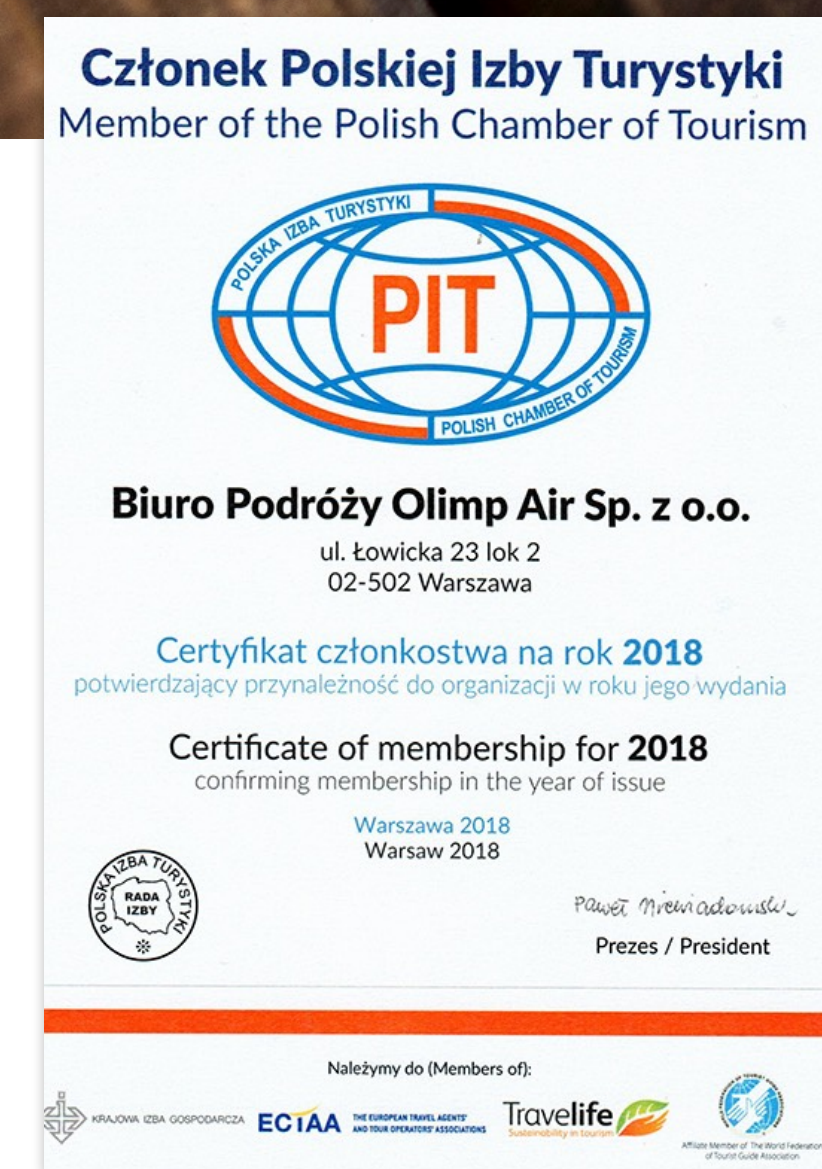 Członek Polskiej Izby Turystyki
Member of the Polish Chamber of Tourism
POLSKA IZBA TURYSTYKI
PIT
POLISH CHAMBER OF TOURISM
Biuro Podróży Olimp Air Sp. z o.o.
ul. Łowicka 23 lok 2
02-502 Warszawa
Certyfikat członkostwa na rok 2018
potwierdzający przynależność do organizacji w roku jego wydania
Certificate of membership for 2018
confirming membership in the year of issue
Warszawa 2018
Warsaw 2018
POLSKA IZBA TURYSTYKI
RADA
IZBY
Paweł Niewiadomski
Prezes / President
Należymy do (Members of):
KRAJOWA IZBA GOSPODARCZA
ECTAA
THE EUROPEAN TRAVEL AGENTS'
AND TOUR OPERATORS' ASSOCIATIONS
Travelife
Sustainability in tourism
Affiliate Member of The World Federation
of Tourist Guide Association